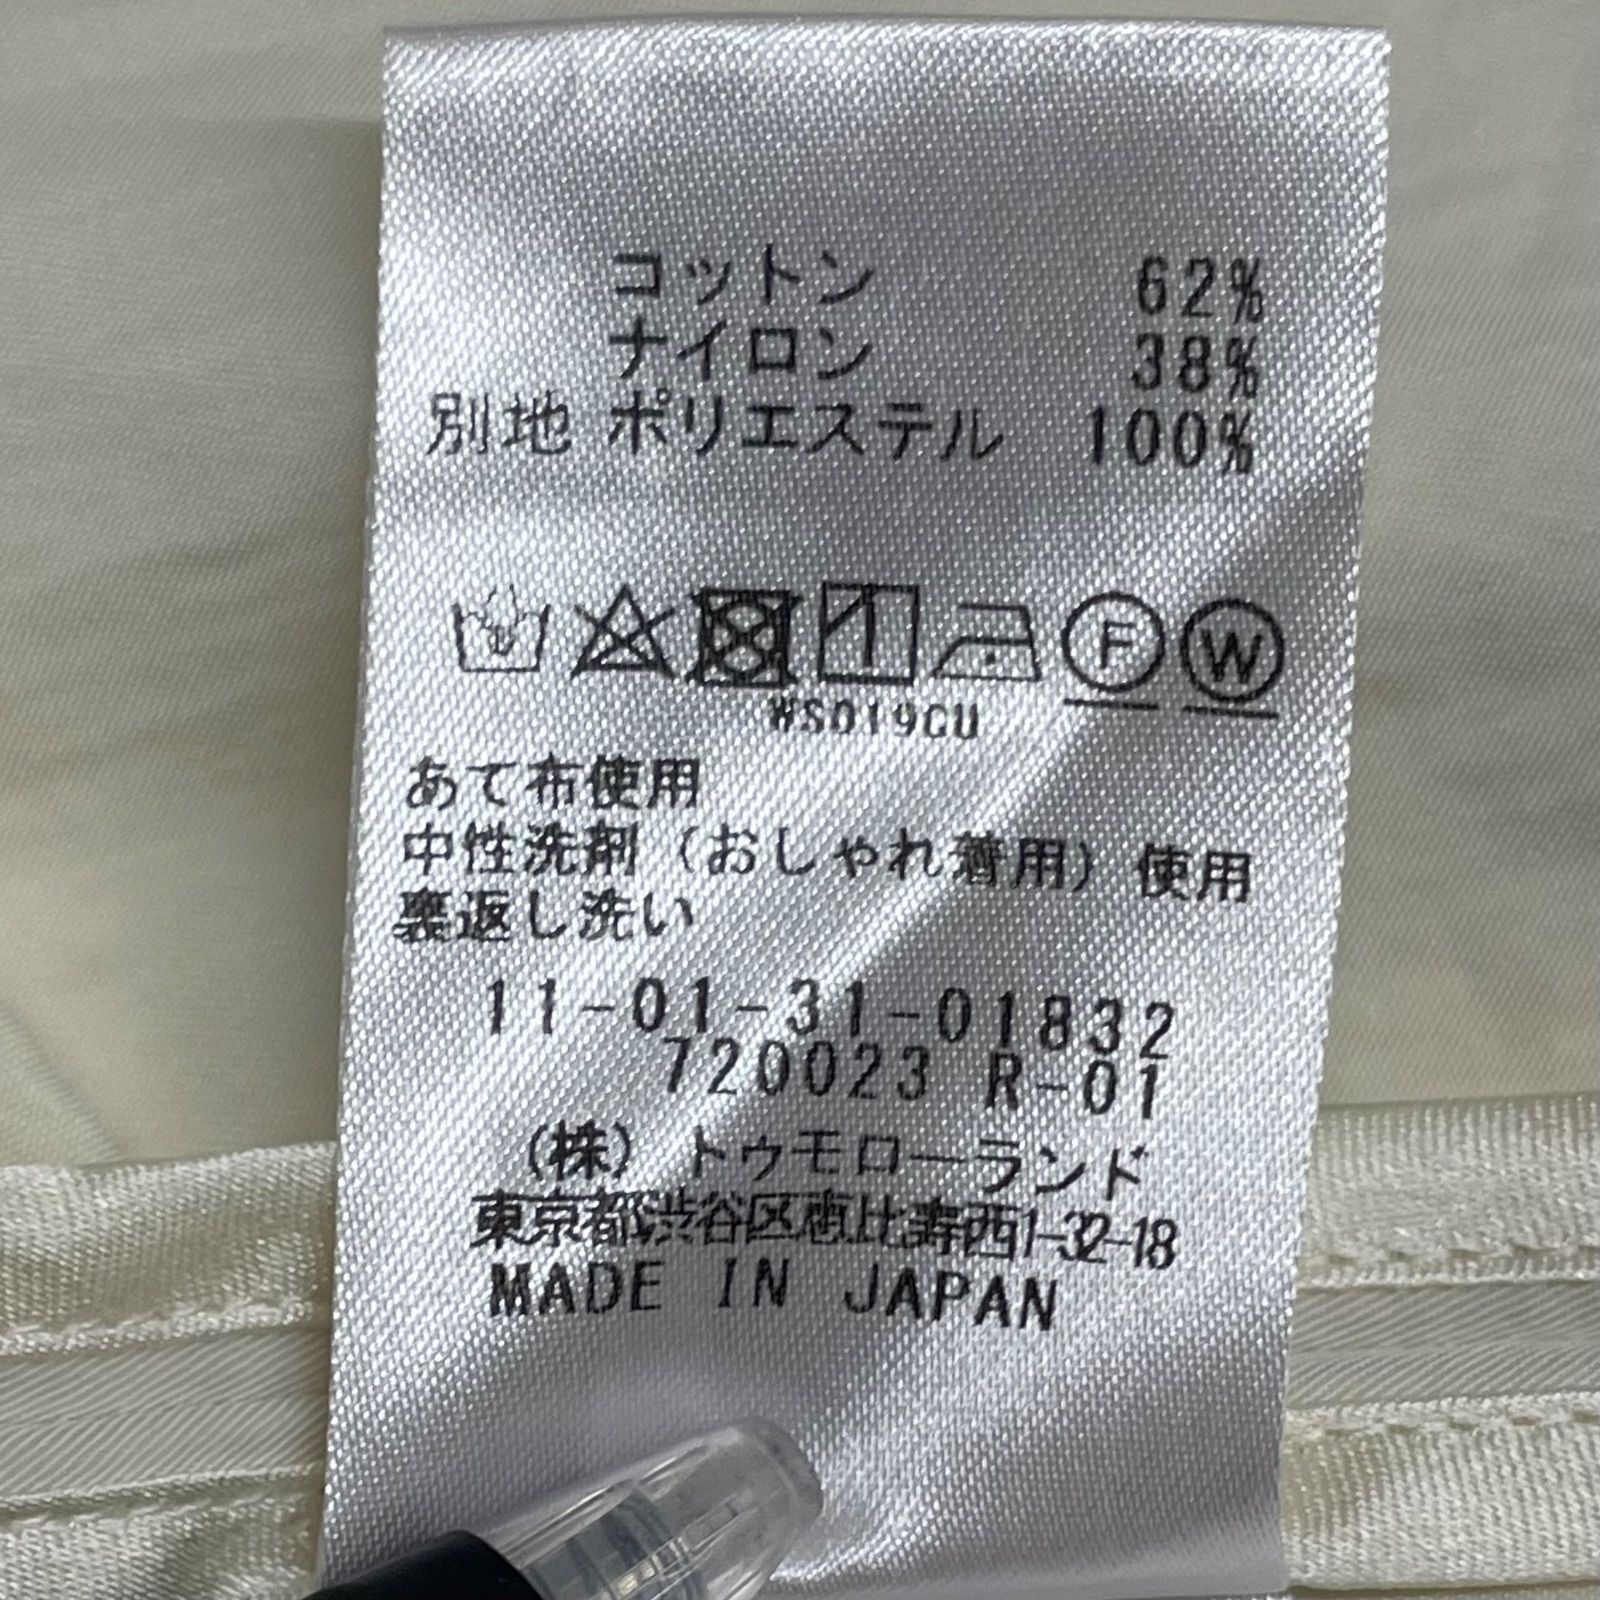 コットン 62%
ナイロン 38%
別地 ポリエステル 100%
F W
WS019GU
あて布使用
中性洗剤(おしゃれ着用)使用
裏返し洗い
11-01-31-01832
720023 R-01
(株)トゥモローランド
東京都渋谷区恵比寿西1-32-18
MADE IN JAPAN